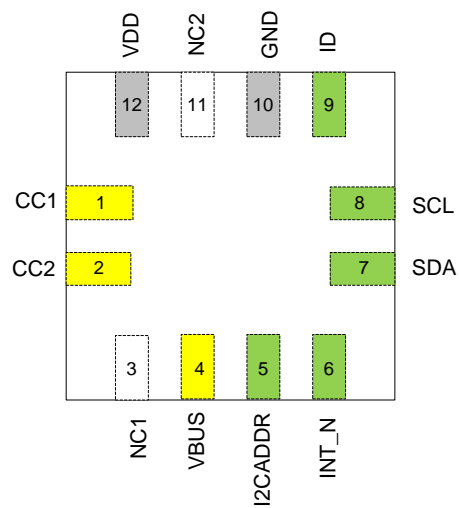 VDD
NC2
GND
ID
12
11
10
9
CC1
1
8
SCL
CC2
2
7
SDA
3
4
5
6
NC1
VBUS
I2CADDR
INT_N